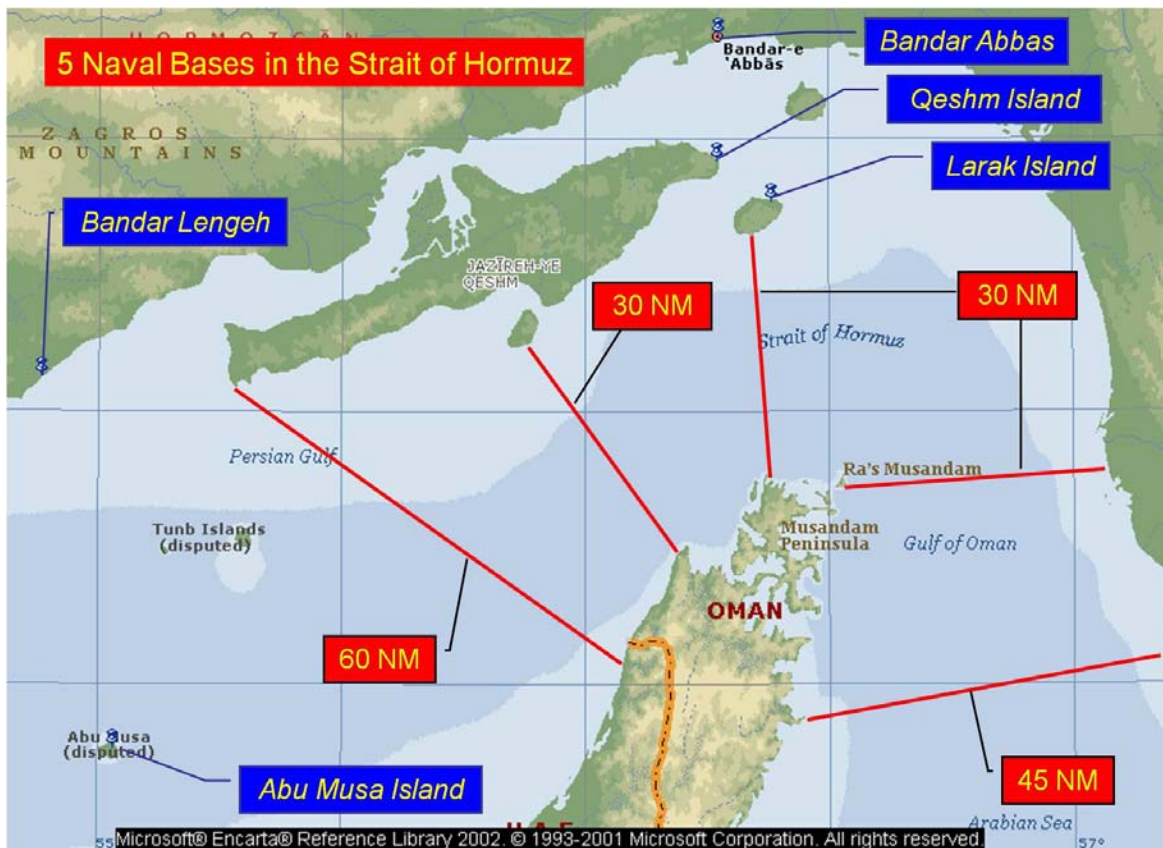 HORMOZGĀN
5 Naval Bases in the Strait of Hormuz
Bandar-e
'Abbās
Bandar Abbas
Qeshm Island
Larak Island
ZAGROS
MOUNTAINS
Bandar Lengeh
JAZĪREH-YE
QESHM
30 NM
30 NM
Strait of Hormuz
Persian Gulf
Ra's Musandam
Tunb Islands
(disputed)
Musandam
Peninsula
Gulf of Oman
OMAN
60 NM
Abu Musa
(disputed)
Abu Musa Island
45 NM
Arabian Sea
U.A.E.
55
57°
Microsoft® Encarta® Reference Library 2002. © 1993-2001 Microsoft Corporation. All rights reserved.